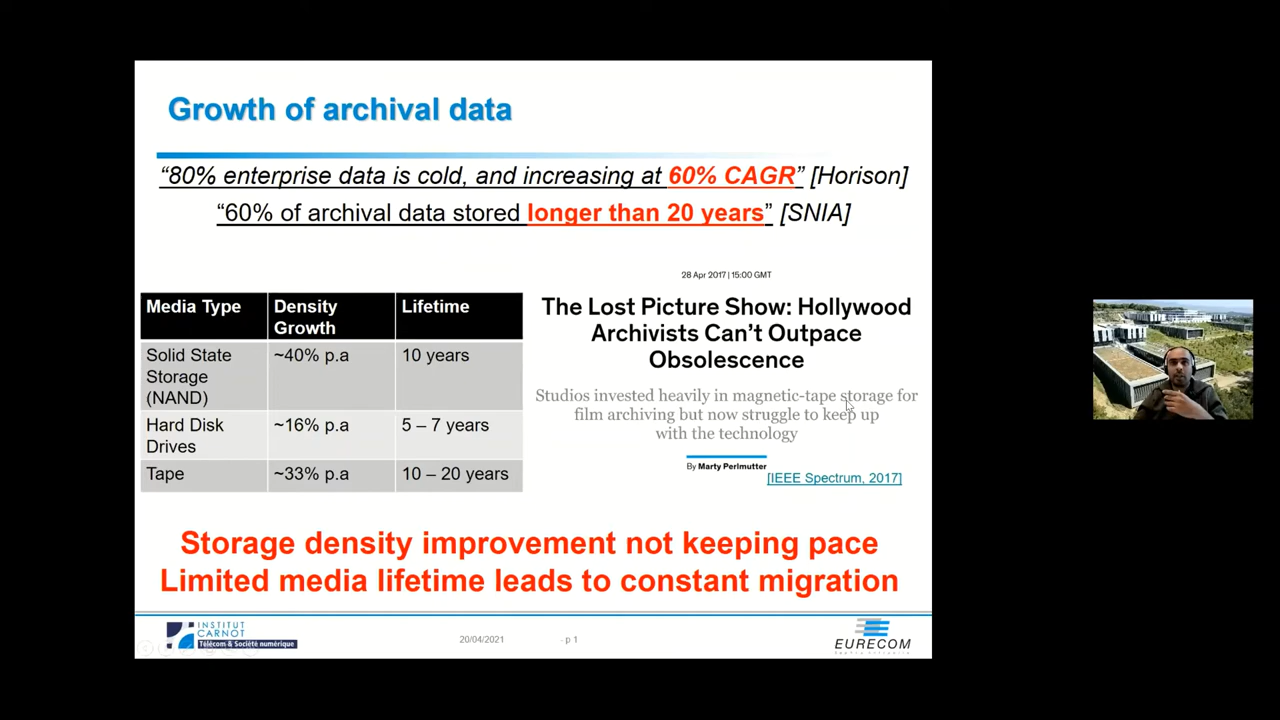 Growth of archival data
“80% enterprise data is cold, and increasing at 60% CAGR” [Horison]
“60% of archival data stored longer than 20 years” [SNIA]
Media Type Density Growth Lifetime
Solid State Storage (NAND) ~40% p.a 10 years
Hard Disk Drives ~16% p.a 5 – 7 years
Tape ~33% p.a 10 – 20 years
28 Apr 2017 | 15:00 GMT
The Lost Picture Show: Hollywood
Archivists Can’t Outpace
Obsolescence
Studios invested heavily in magnetic-tape storage for
film archiving but now struggle to keep up
with the technology
By Marty Perlmutter
[IEEE Spectrum, 2017]
Storage density improvement not keeping pace
Limited media lifetime leads to constant migration
INSTITUT
CARNOT
Télécom & Société numérique
20/04/2021
- p 1
EURECOM